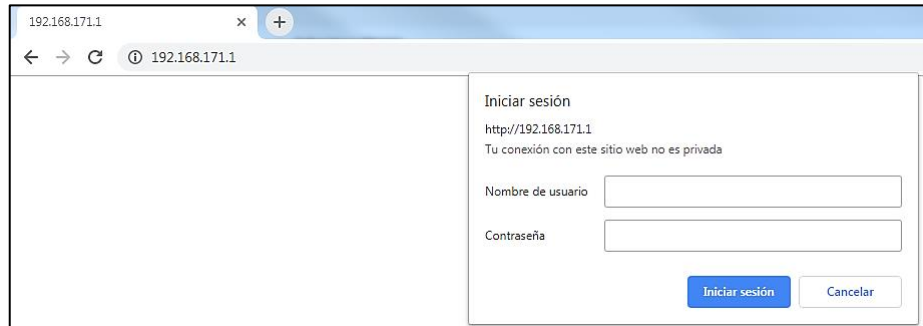 192.168.171.1
192.168.171.1
Iniciar sesión
http://192.168.171.1
Tu conexión con este sitio web no es privada
Nombre de usuario
Contraseña
Iniciar sesión Cancelar